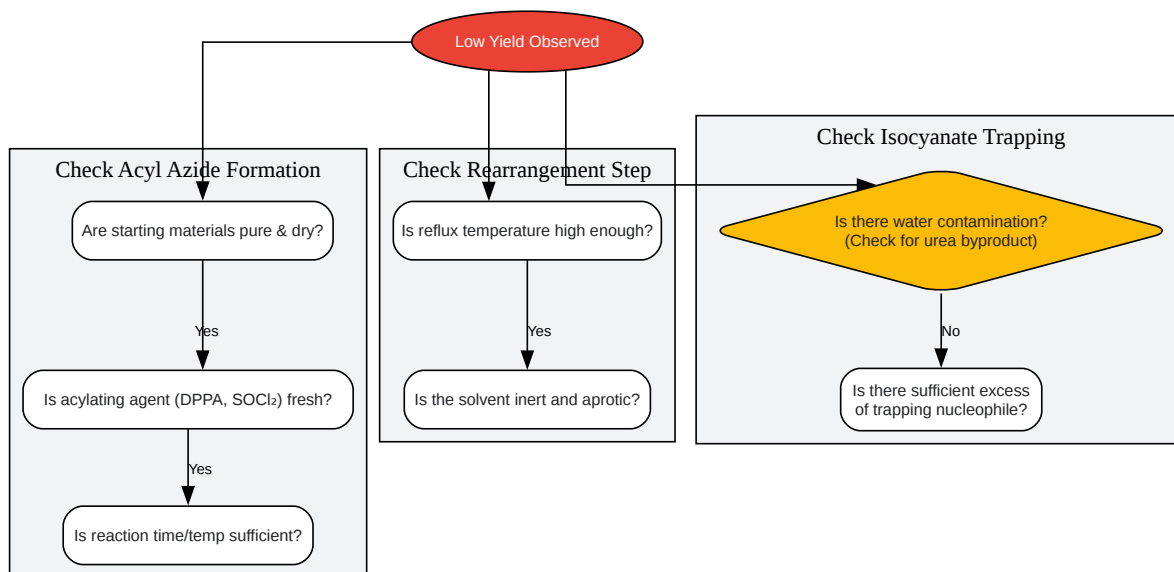 Low Yield Observed
Check Acyl Azide Formation
Are starting materials pure & dry?
Yes
Is acylating agent (DPPA, SOCl₂) fresh?
Yes
Is reaction time/temp sufficient?
Check Rearrangement Step
Is reflux temperature high enough?
Yes
Is the solvent inert and aprotic?
Check Isocyanate Trapping
Is there water contamination?
(Check for urea byproduct)
No
Is there sufficient excess
of trapping nucleophile?